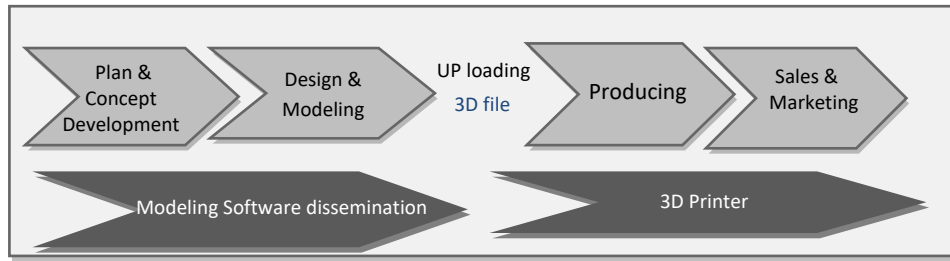 Plan &
Concept
Development
Design &
Modeling
UP loading
3D file
Producing
Sales &
Marketing
Modeling Software dissemination
3D Printer